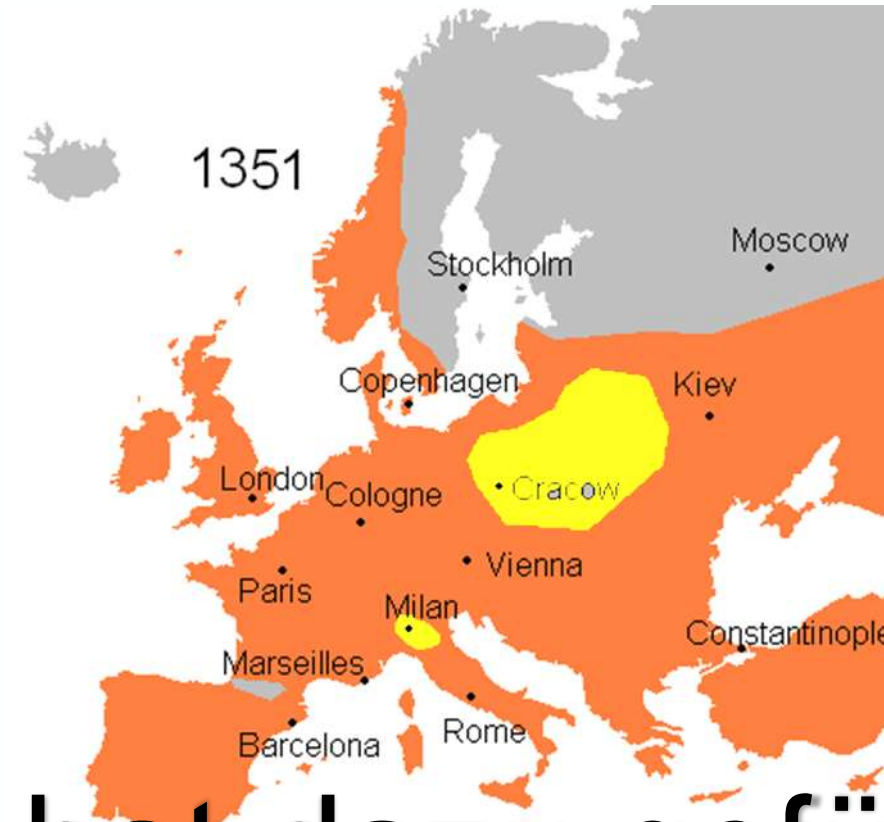 1351
Moscow
Stockholm
Copenhagen
Kiev
London
Cologne
Cracow
Vienna
Paris
Milan
Constantinople
Marseilles
Rome
Barcelona